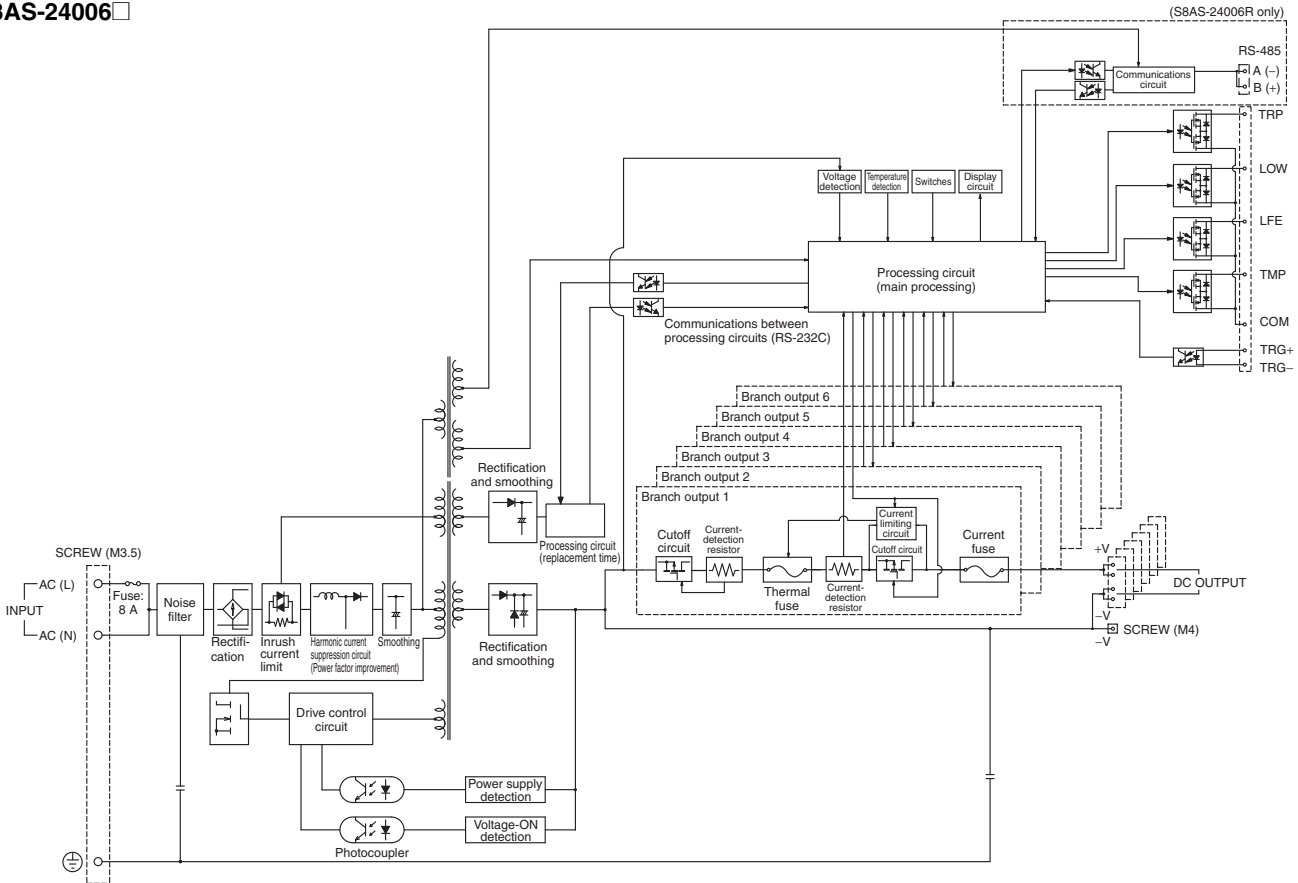 8AS-24006□
(S8AS-24006R only)
RS-485
A (−)
B (+)
Communications
circuit
TRP
LOW
LFE
TMP
COM
TRG+
TRG−
Voltage
detection
Temperature
detection
Switches
Display
circuit
Processing circuit
(main processing)
Communications between
processing circuits (RS-232C)
Branch output 6
Branch output 5
Branch output 4
Branch output 3
Branch output 2
Branch output 1
Rectification
and smoothing
Processing circuit
(replacement time)
Cutoff
circuit
Current-
detection
resistor
Thermal
fuse
Current-
detection
resistor
Current
limiting
circuit
Cutoff circuit
Current
fuse
+V
−V
DC OUTPUT
SCREW (M4)
−V
SCREW (M3.5)
AC (L)
INPUT
AC (N)
Fuse:
8 A
Noise
filter
Rectifi-
cation
Inrush
current
limit
Harmonic current
suppression circuit
(Power factor improvement)
Smoothing
Rectification
and smoothing
Drive control
circuit
Power supply
detection
Voltage-ON
detection
Photocoupler